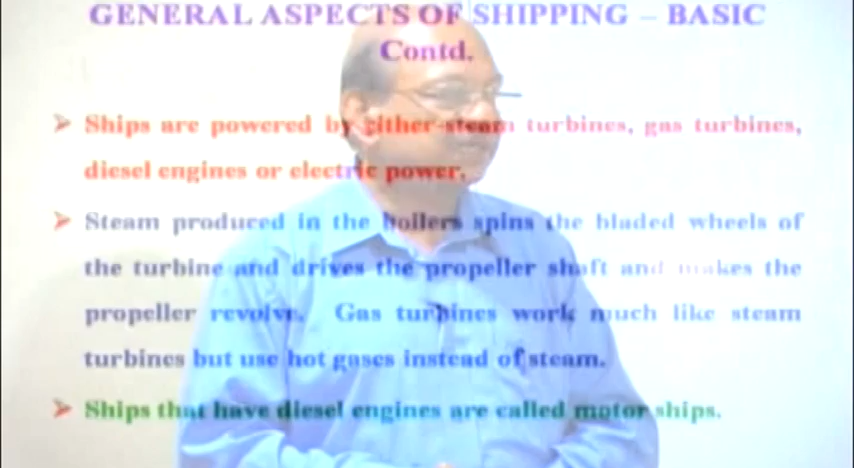 GENERAL ASPECTS OF SHIPPING – BASIC
Contd.
Ships are powered by either steam turbines, gas turbines,
diesel engines or electric power.
Steam produced in the boilers spins the bladed wheels of
the turbine and drives the propeller shaft and makes the
propeller revolve. Gas turbines work much like steam
turbines but use hot gases instead of steam.
Ships that have diesel engines are called motor ships.